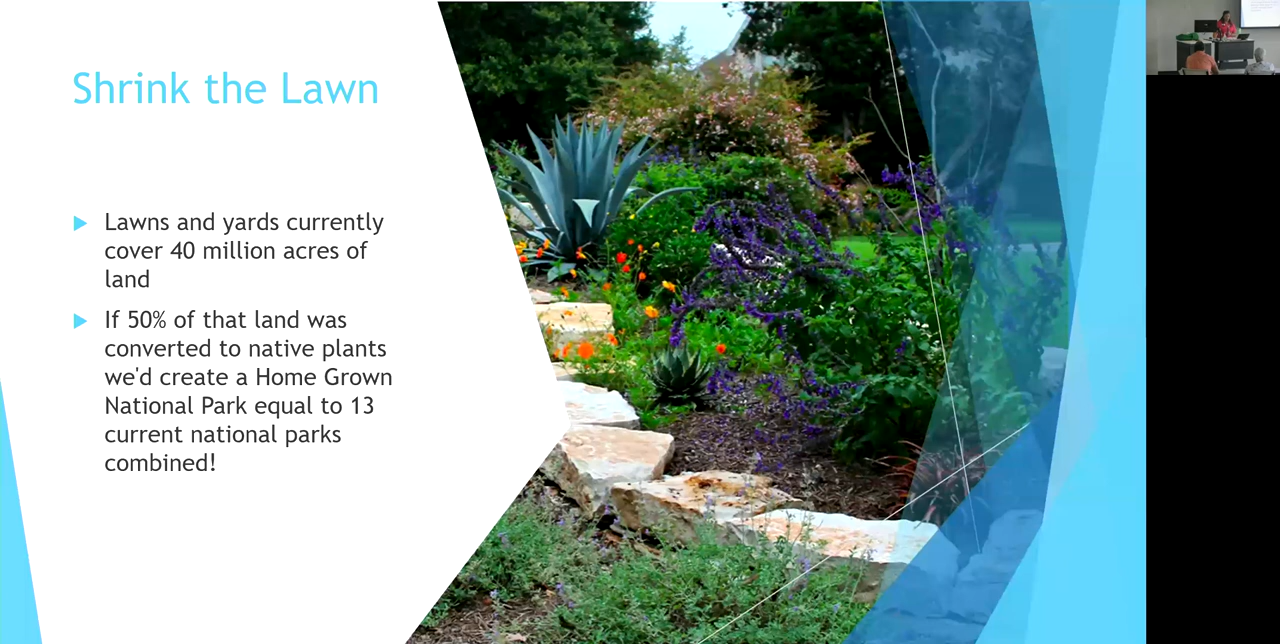 Shrink the Lawn
Lawns and yards currently
cover 40 million acres of
land
If 50% of that land was
converted to native plants
we'd create a Home Grown
National Park equal to 13
current national parks
combined!